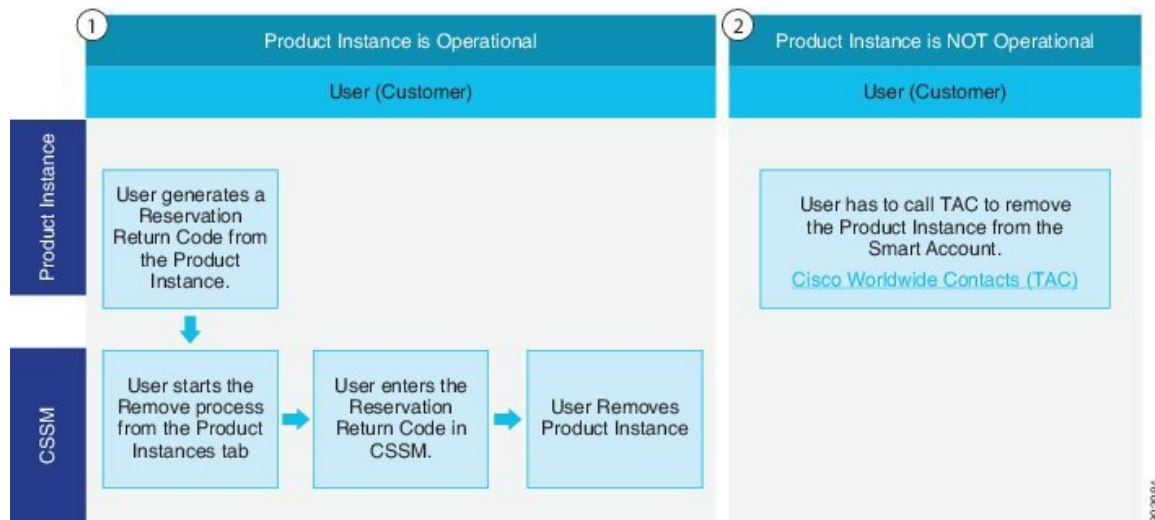 1
Product Instance is Operational
User (Customer)
2
Product Instance is NOT Operational
User (Customer)
Product Instance
User generates a
Reservation
Return Code from
the Product
Instance.
User has to call TAC to remove
the Product Instance from the
Smart Account.
Cisco Worldwide Contacts (TAC)
CSSM
User starts the
Remove process
from the Product
Instances tab
User enters the
Reservation
Return Code in
CSSM.
User Removes
Product Instance